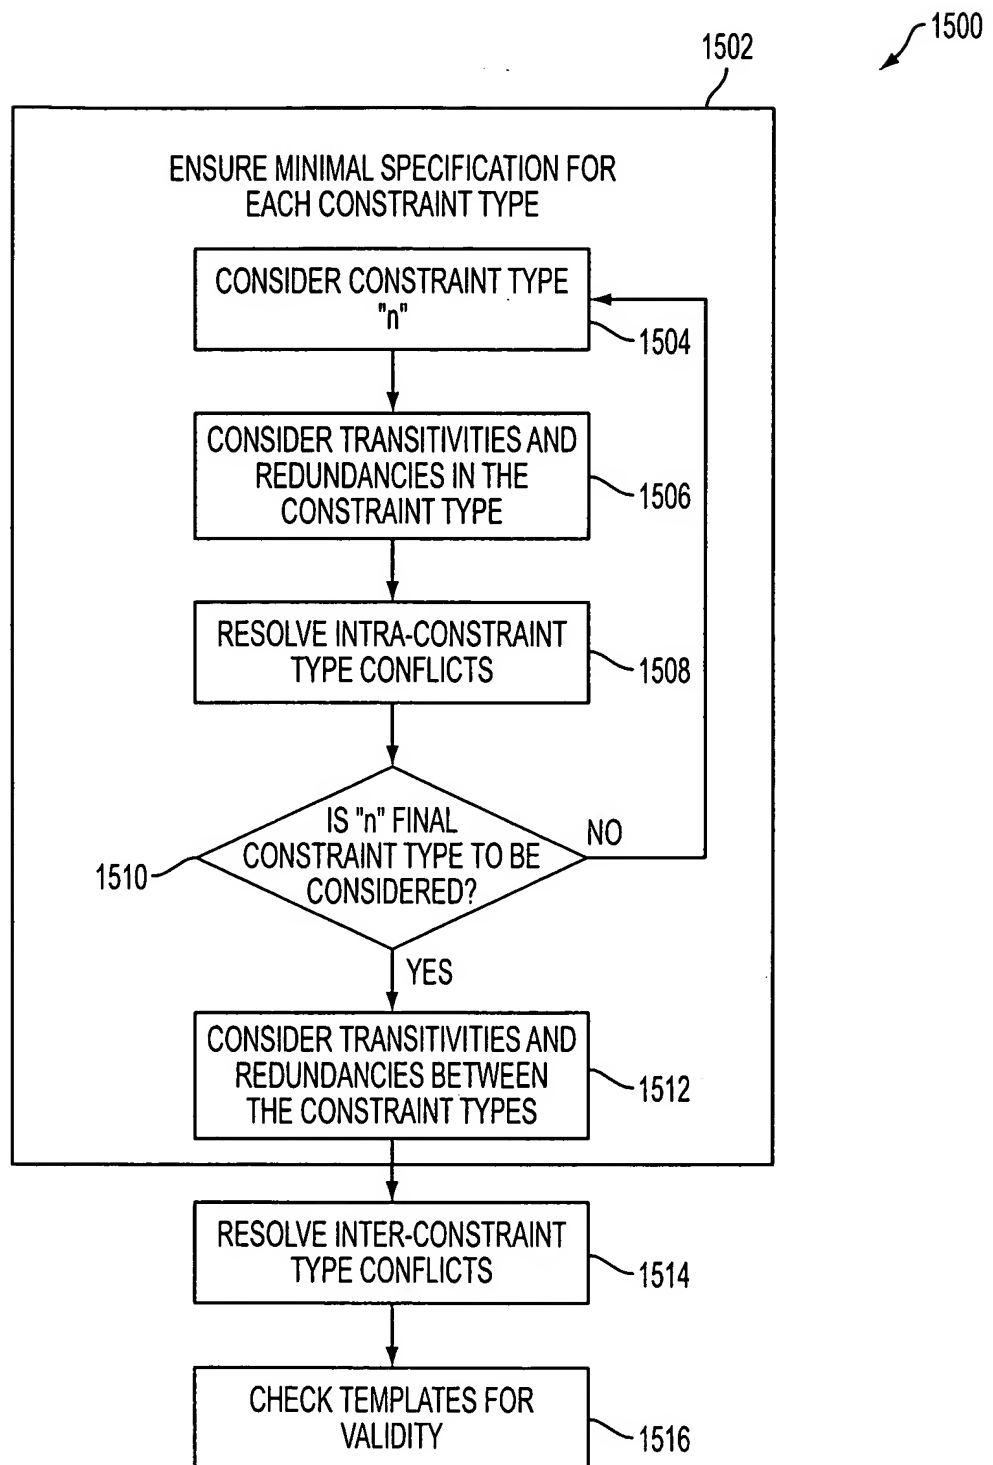 1500
1502
ENSURE MINIMAL SPECIFICATION FOR
EACH CONSTRAINT TYPE
CONSIDER CONSTRAINT TYPE
"n"
1504
CONSIDER TRANSITIVITIES AND
REDUNDANCIES IN THE
CONSTRAINT TYPE
1506
RESOLVE INTRA-CONSTRAINT
TYPE CONFLICTS
1508
IS "n" FINAL
CONSTRAINT TYPE TO BE
CONSIDERED?
NO
1510
YES
CONSIDER TRANSITIVITIES AND
REDUNDANCIES BETWEEN
THE CONSTRAINT TYPES
1512
RESOLVE INTER-CONSTRAINT
TYPE CONFLICTS
1514
CHECK TEMPLATES FOR
VALIDITY
1516